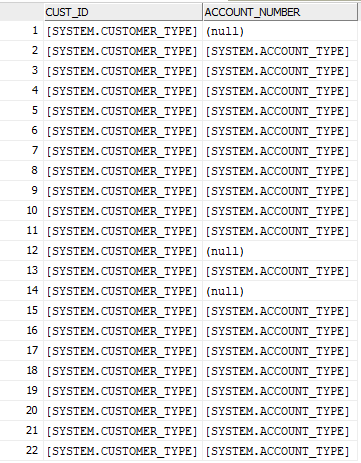 CUST_ID ACCOUNT_NUMBER
1 [SYSTEM.CUSTOMER_TYPE] (null)
2 [SYSTEM.CUSTOMER_TYPE] [SYSTEM.ACCOUNT_TYPE]
3 [SYSTEM.CUSTOMER_TYPE] [SYSTEM.ACCOUNT_TYPE]
4 [SYSTEM.CUSTOMER_TYPE] [SYSTEM.ACCOUNT_TYPE]
5 [SYSTEM.CUSTOMER_TYPE] [SYSTEM.ACCOUNT_TYPE]
6 [SYSTEM.CUSTOMER_TYPE] [SYSTEM.ACCOUNT_TYPE]
7 [SYSTEM.CUSTOMER_TYPE] [SYSTEM.ACCOUNT_TYPE]
8 [SYSTEM.CUSTOMER_TYPE] [SYSTEM.ACCOUNT_TYPE]
9 [SYSTEM.CUSTOMER_TYPE] [SYSTEM.ACCOUNT_TYPE]
10 [SYSTEM.CUSTOMER_TYPE] [SYSTEM.ACCOUNT_TYPE]
11 [SYSTEM.CUSTOMER_TYPE] [SYSTEM.ACCOUNT_TYPE]
12 [SYSTEM.CUSTOMER_TYPE] (null)
13 [SYSTEM.CUSTOMER_TYPE] [SYSTEM.ACCOUNT_TYPE]
14 [SYSTEM.CUSTOMER_TYPE] (null)
15 [SYSTEM.CUSTOMER_TYPE] [SYSTEM.ACCOUNT_TYPE]
16 [SYSTEM.CUSTOMER_TYPE] [SYSTEM.ACCOUNT_TYPE]
17 [SYSTEM.CUSTOMER_TYPE] [SYSTEM.ACCOUNT_TYPE]
18 [SYSTEM.CUSTOMER_TYPE] [SYSTEM.ACCOUNT_TYPE]
19 [SYSTEM.CUSTOMER_TYPE] [SYSTEM.ACCOUNT_TYPE]
20 [SYSTEM.CUSTOMER_TYPE] [SYSTEM.ACCOUNT_TYPE]
21 [SYSTEM.CUSTOMER_TYPE] [SYSTEM.ACCOUNT_TYPE]
22 [SYSTEM.CUSTOMER_TYPE] [SYSTEM.ACCOUNT_TYPE]